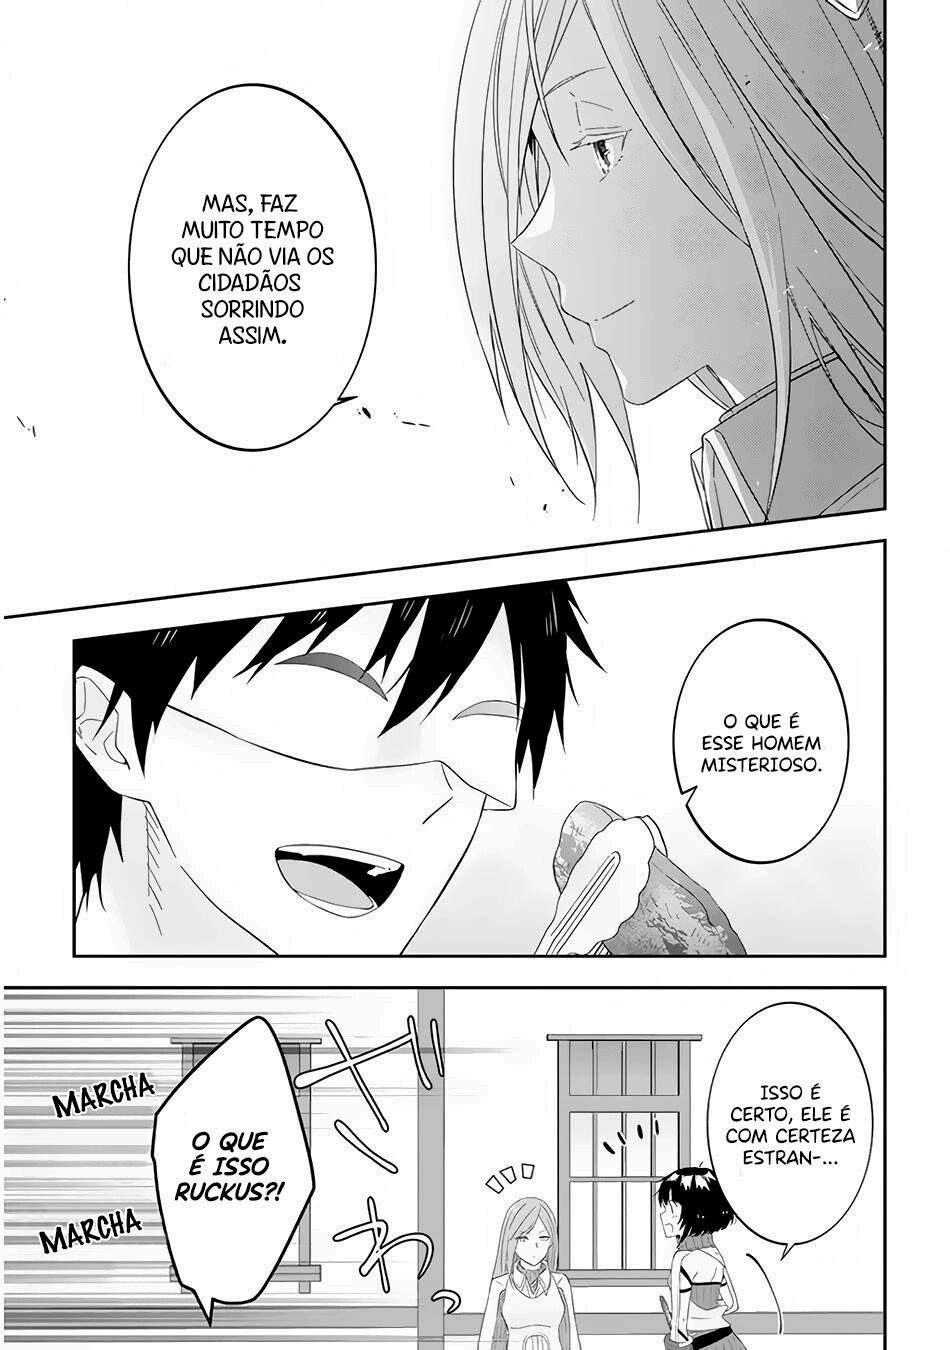 MAS, FAZ
MUITO TEMPO
QUE NÃO VIA OS
CIDADÃOS
SORRINDO
ASSIM.
O QUE É
ESSE HOMEM
MISTERIOSO.
ISSO É
CERTO, ELE É
COM CERTEZA
ESTRAN-...
MARCHA
O QUE
É ISSO
RUCKUS?!
MARCHA